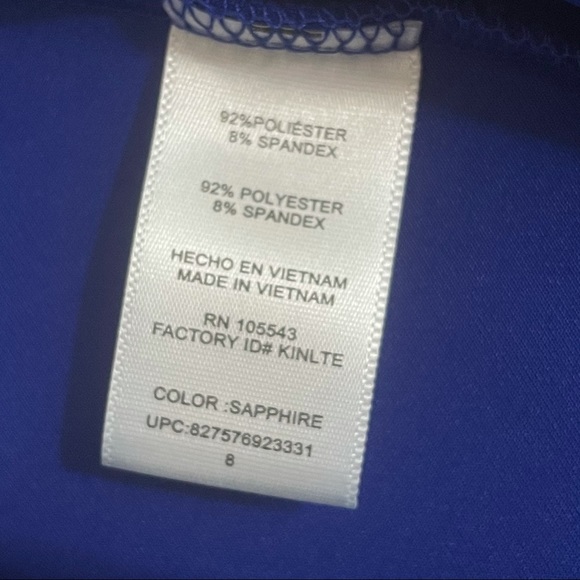 92%POLIÉSTER
8% SPANDEX
92% POLYESTER
8% SPANDEX
HECHO EN VIETNAM
MADE IN VIETNAM
RN 105543
FACTORY ID# KINLTE
COLOR :SAPPHIRE
UPC:827576923331
8